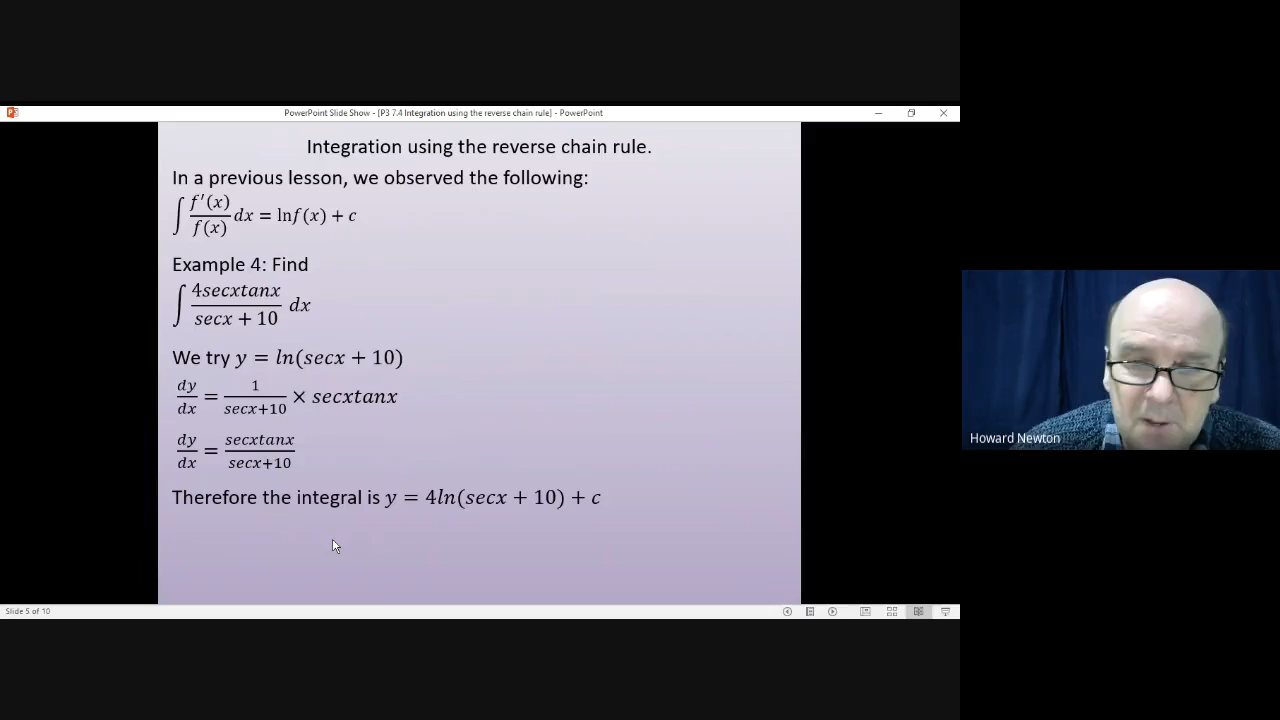 PowerPoint Slide Show - [P3 7.4 Integration using the reverse chain rule] - PowerPoint
Integration using the reverse chain rule.
In a previous lesson, we observed the following:
∫ f′(x)/f(x) dx = lnf(x) + c
Example 4: Find
∫ 4secxtanx/secx + 10 dx
We try y = ln(secx + 10)
dy/dx = 1/secx+10 × secxtanx
dy/dx = secxtanx/secx+10
Therefore the integral is y = 4ln(secx + 10) + c
Howard Newton
Slide 5 of 10